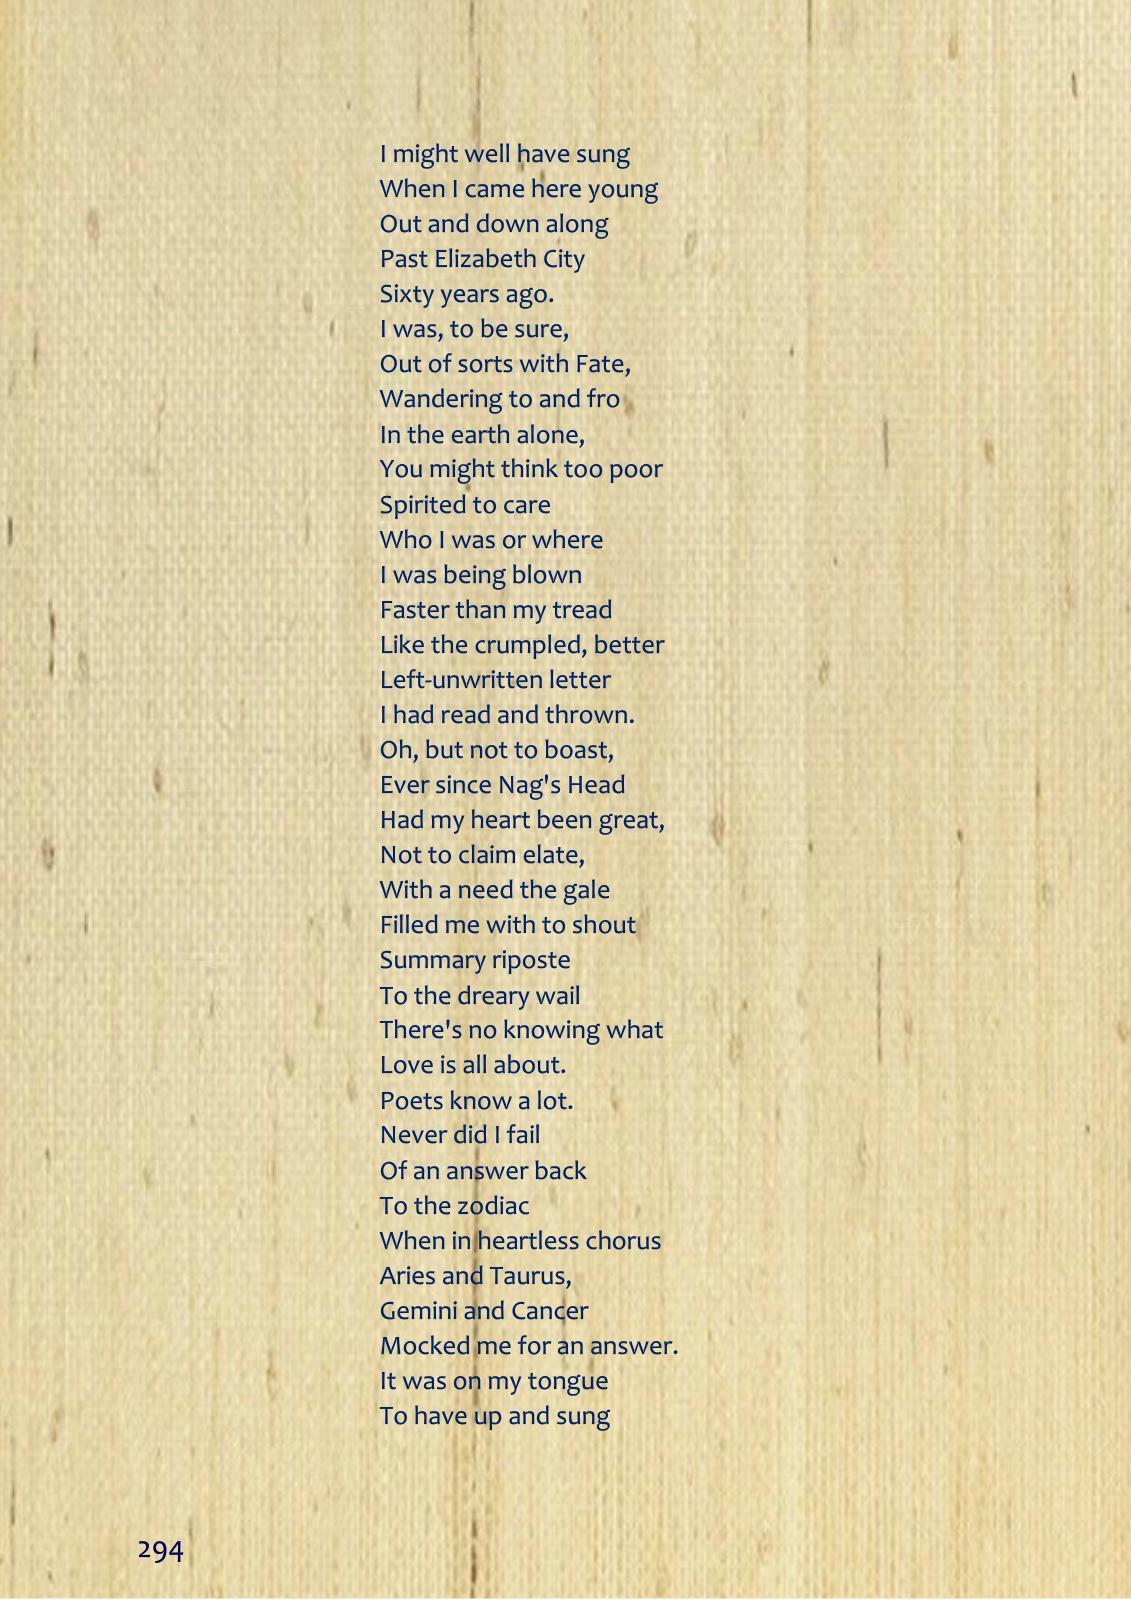 I might well have sung
When I came here young
Out and down along
Past Elizabeth City
Sixty years ago.
I was, to be sure,
Out of sorts with Fate,
Wandering to and fro
In the earth alone,
You might think too poor
Spirited to care
Who I was or where
I was being blown
Faster than my tread
Like the crumpled, better
Left-unwritten letter
I had read and thrown.
Oh, but not to boast,
Ever since Nag's Head
Had my heart been great,
Not to claim elate,
With a need the gale
Filled me with to shout
Summary riposte
To the dreary wail
There's no knowing what
Love is all about.
Poets know a lot.
Never did I fail
Of an answer back
To the zodiac
When in heartless chorus
Aries and Taurus,
Gemini and Cancer
Mocked me for an answer.
It was on my tongue
To have up and sung
294